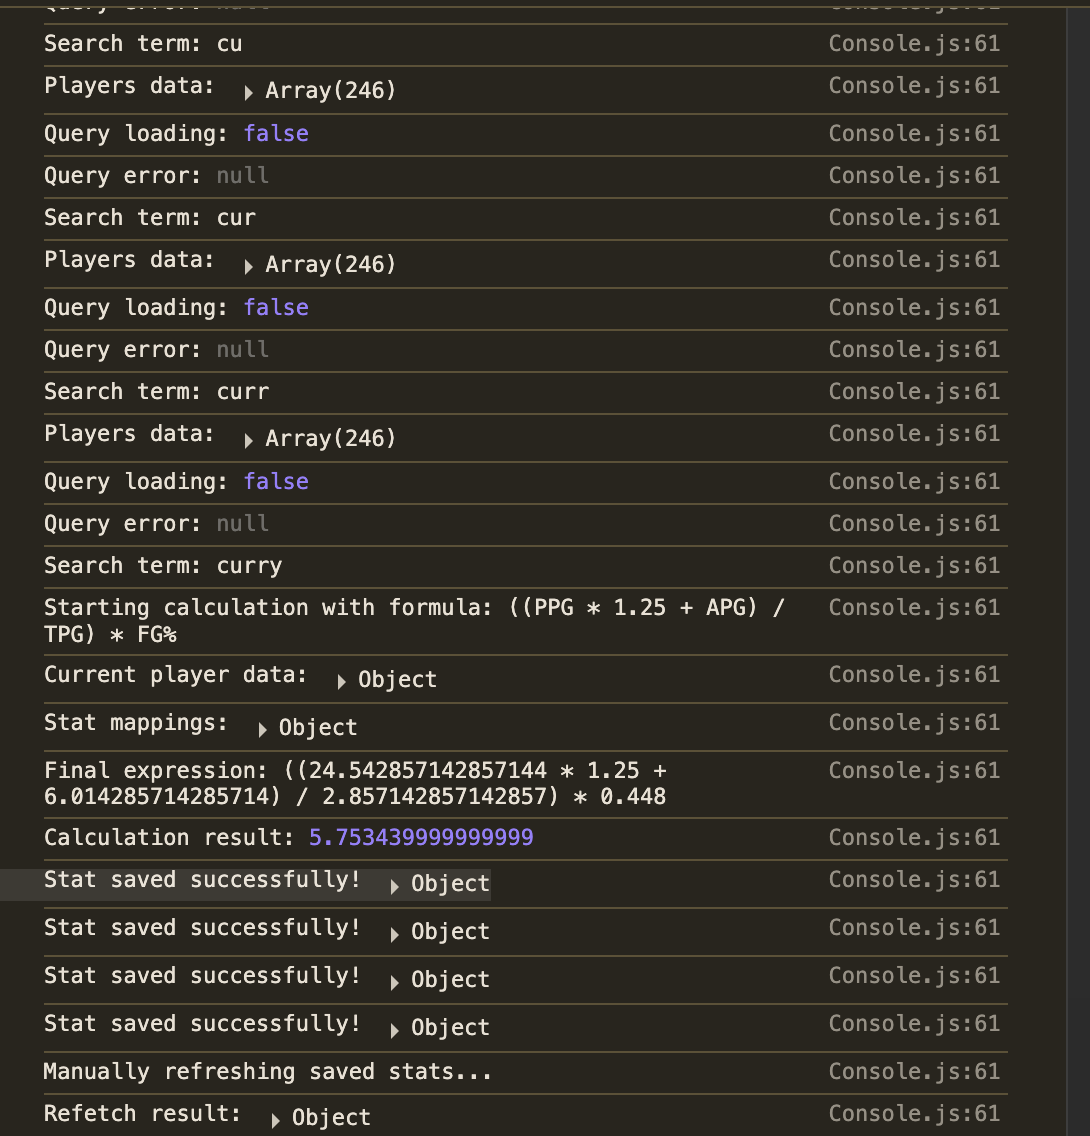 Search term: cu Console.js:61
Players data: ▶ Array(246) Console.js:61
Query loading: false Console.js:61
Query error: null Console.js:61
Search term: cur Console.js:61
Players data: ▶ Array(246) Console.js:61
Query loading: false Console.js:61
Query error: null Console.js:61
Search term: curr Console.js:61
Players data: ▶ Array(246) Console.js:61
Query loading: false Console.js:61
Query error: null Console.js:61
Search term: curry Console.js:61
Starting calculation with formula: ((PPG * 1.25 + APG) / Console.js:61
TPG) * FG%
Current player data: ▶ Object Console.js:61
Stat mappings: ▶ Object Console.js:61
Final expression: ((24.542857142857144 * 1.25 + Console.js:61
6.014285714285714) / 2.857142857142857) * 0.448
Calculation result: 5.753439999999999 Console.js:61
Stat saved successfully! ▶ Object Console.js:61
Stat saved successfully! ▶ Object Console.js:61
Stat saved successfully! ▶ Object Console.js:61
Stat saved successfully! ▶ Object Console.js:61
Manually refreshing saved stats... Console.js:61
Refetch result: ▶ Object Console.js:61